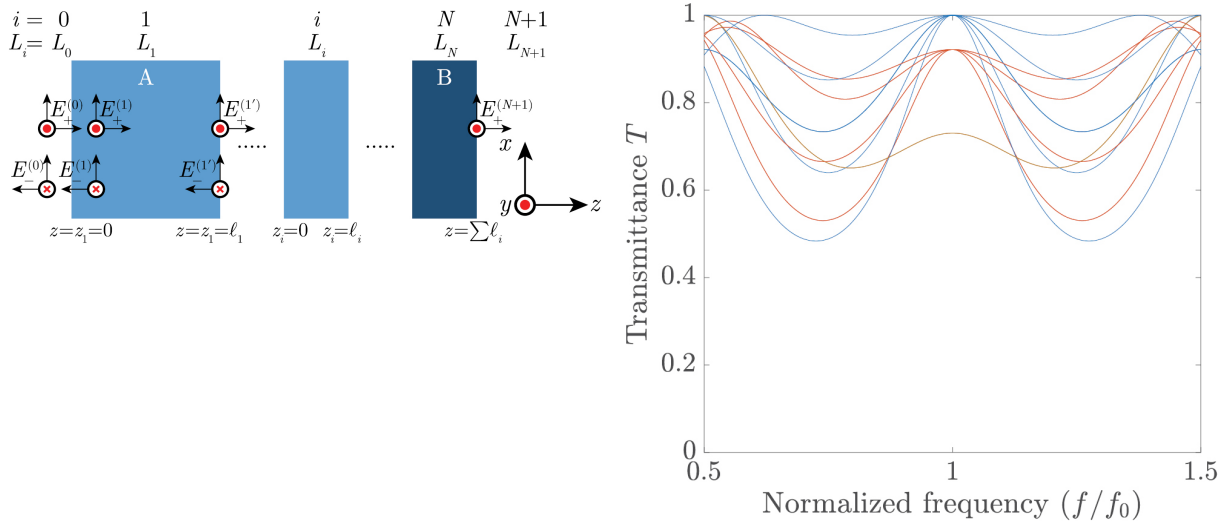 i = 0 1 i N N+1
L_i = L_0 L_1 L_i L_N L_{N+1}
A B
E_+^{(0)} E_+^{(1)} E_+^{(1')} E_+^{(N+1)}
..... .....
x
E_-^{(0)} E_-^{(1)} E_-^{(1')}
y z
z=z_1=0 z=z_1=ℓ_1 z_i=0 z_i=ℓ_i z=∑ℓ_i
1
0.8
0.6
0.4
0.2
0
Transmittance T
0.5 1 1.5
Normalized frequency (f/f_0)